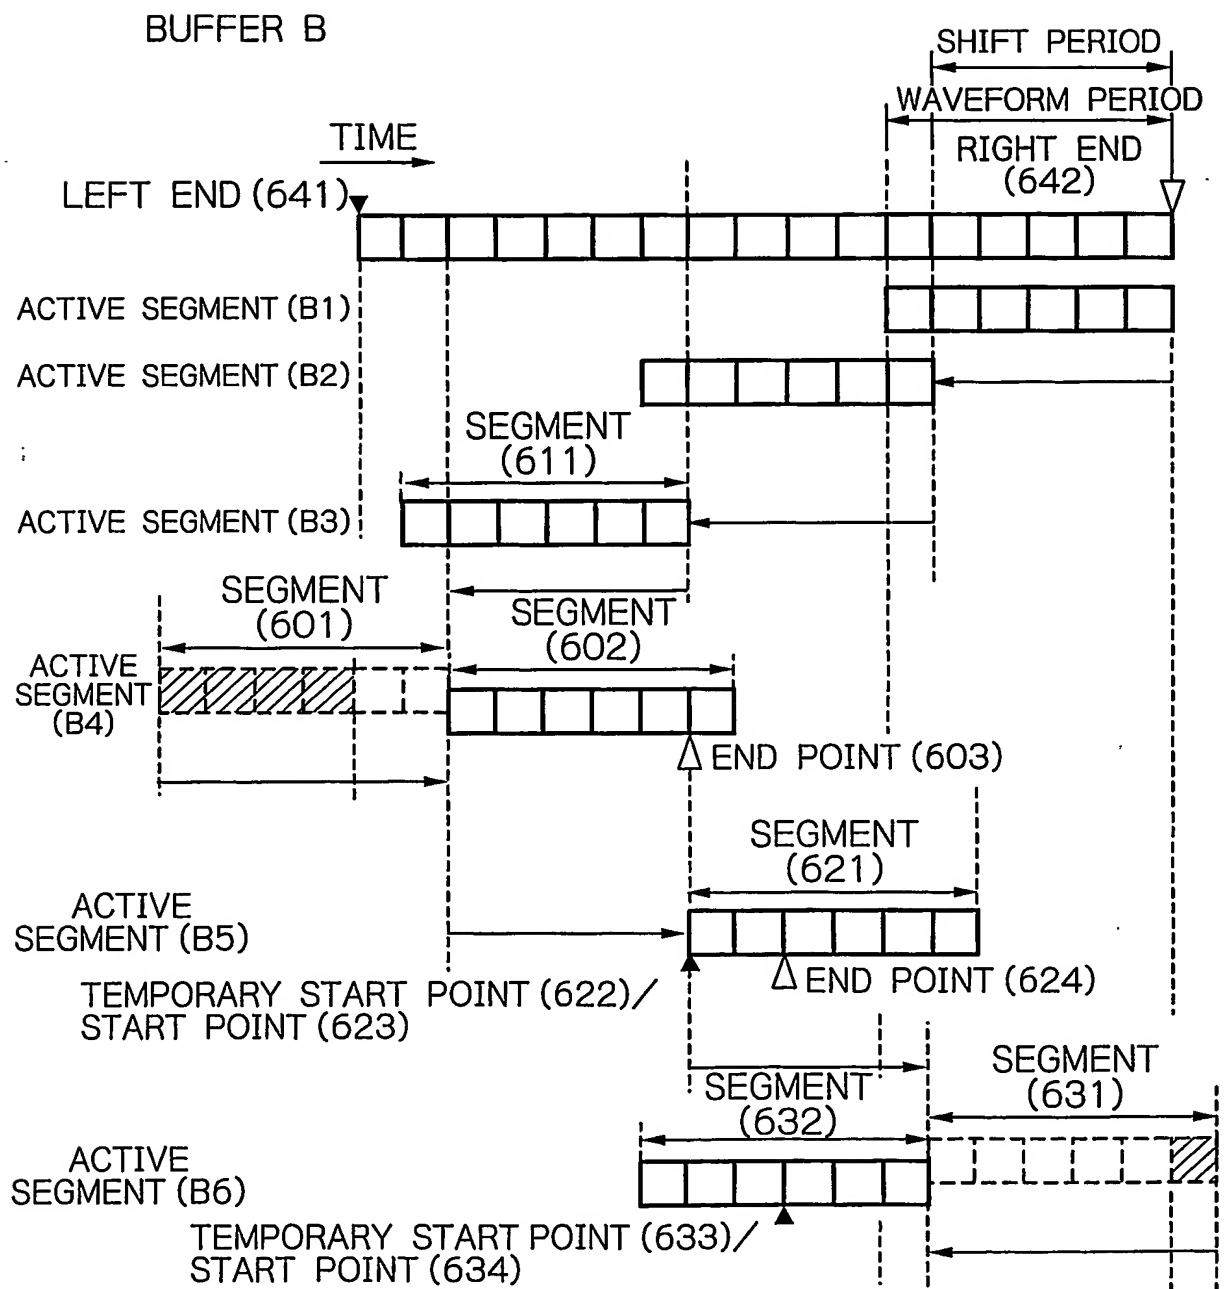 BUFFER B
SHIFT PERIOD
WAVEFORM PERIOD
TIME
RIGHT END
(642)
LEFT END (641)
ACTIVE SEGMENT (B1)
ACTIVE SEGMENT (B2)
SEGMENT
(611)
ACTIVE SEGMENT (B3)
SEGMENT
(601)
SEGMENT
(602)
ACTIVE
SEGMENT
(B4)
END POINT (603)
SEGMENT
(621)
ACTIVE
SEGMENT (B5)
END POINT (624)
TEMPORARY START POINT (622)/
START POINT (623)
SEGMENT
(631)
SEGMENT
(632)
ACTIVE
SEGMENT (B6)
TEMPORARY START POINT (633)/
START POINT (634)